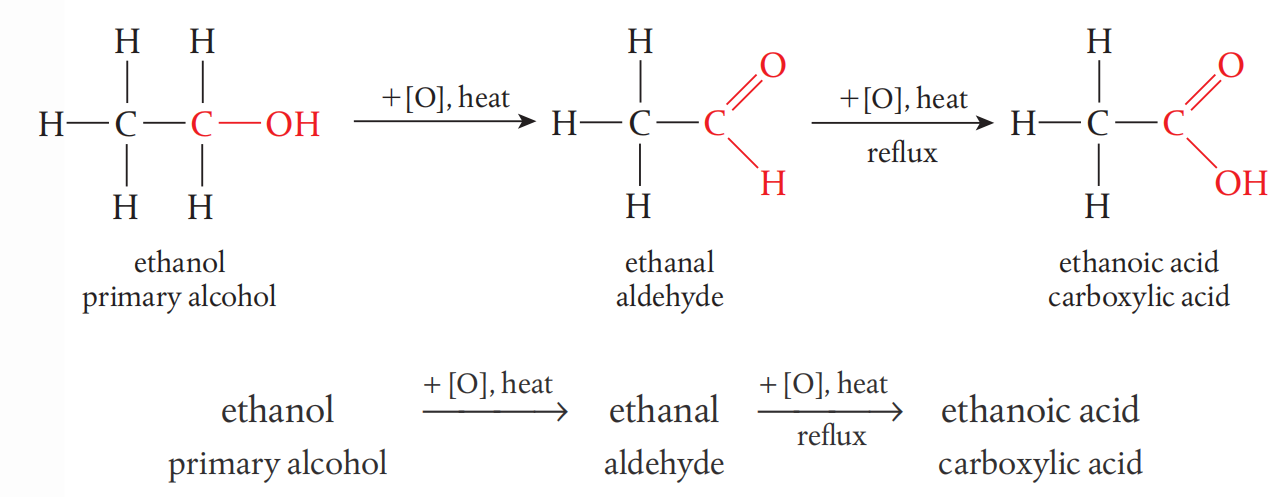 H H
+[O], heat
H C C OH
H H
ethanol
primary alcohol
H
O
H C C
H
H
ethanal
aldehyde
+[O], heat
reflux
H
O
H C C
OH
H
ethanoic acid
carboxylic acid
ethanol
primary alcohol
+ [O], heat
ethanal
aldehyde
+ [O], heat
reflux
ethanoic acid
carboxylic acid